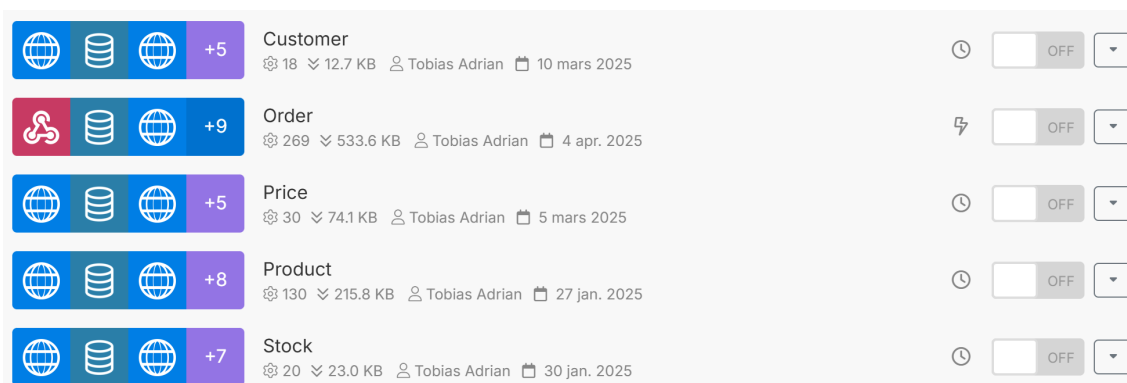 +5 Customer
18 12.7 KB Tobias Adrian 10 mars 2025 OFF
+9 Order
269 533.6 KB Tobias Adrian 4 apr. 2025 OFF
+5 Price
30 74.1 KB Tobias Adrian 5 mars 2025 OFF
+8 Product
130 215.8 KB Tobias Adrian 27 jan. 2025 OFF
+7 Stock
20 23.0 KB Tobias Adrian 30 jan. 2025 OFF